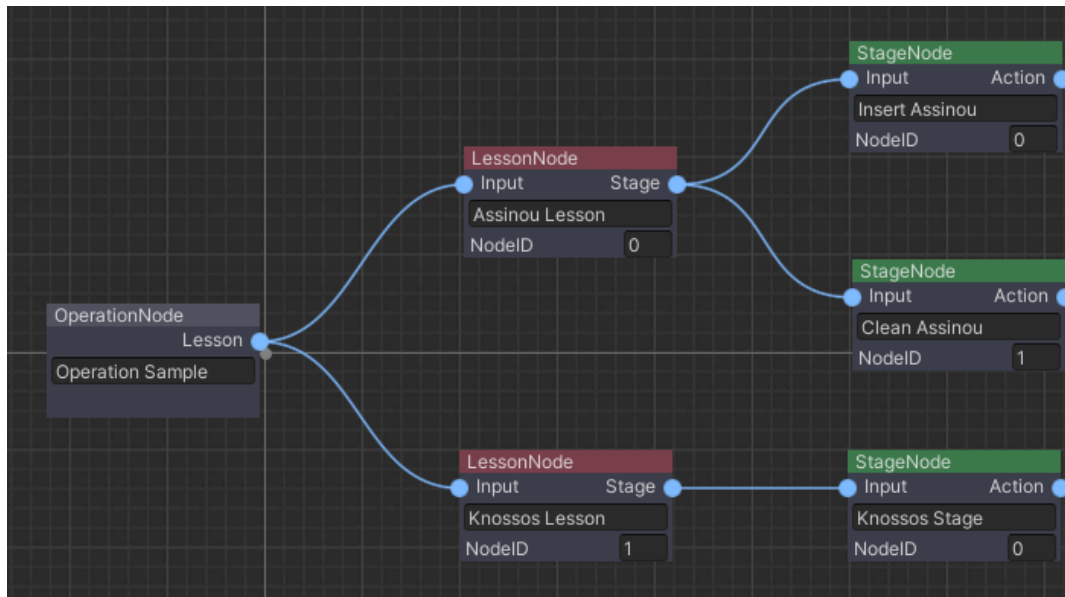 OperationNode
Lesson
Operation Sample
LessonNode
Input Stage
Assinou Lesson
NodeID 0
LessonNode
Input Stage
Knossos Lesson
NodeID 1
StageNode
Input Action
Insert Assinou
NodeID 0
StageNode
Input Action
Clean Assinou
NodeID 1
StageNode
Input Action
Knossos Stage
NodeID 0